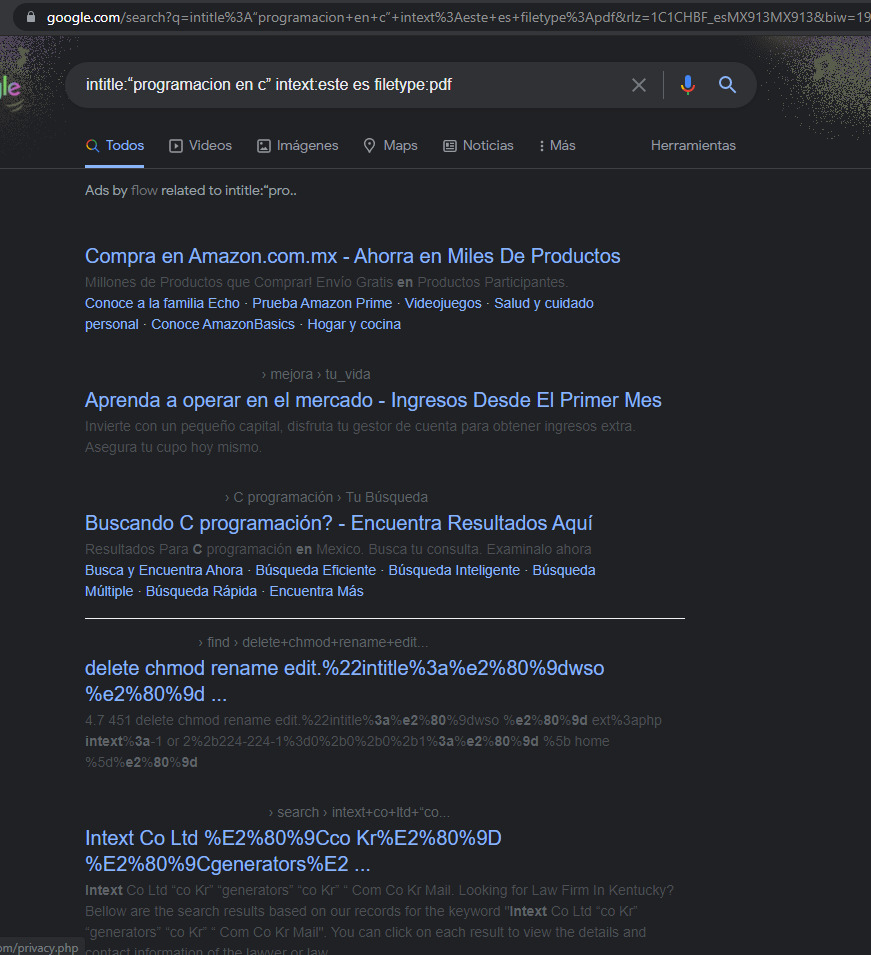 google.com/search?q=intitle%3A“programacion+en+c”+intext%3Aeste+es+filetype%3Apdf&rlz=1C1CHBF_esMX913MX913&biw=19
gle
intitle:“programacion en c” intext:este es filetype:pdf
Todos Videos Imágenes Maps Noticias Más Herramientas
Ads by flow related to intitle:“pro..
Compra en Amazon.com.mx - Ahorra en Miles De Productos
Millones de Productos que Comprar! Envío Gratis en Productos Participantes.
Conoce a la familia Echo · Prueba Amazon Prime · Videojuegos · Salud y cuidado
personal · Conoce AmazonBasics · Hogar y cocina
› mejora › tu_vida
Aprenda a operar en el mercado - Ingresos Desde El Primer Mes
Invierte con un pequeño capital, disfruta tu gestor de cuenta para obtener ingresos extra.
Asegura tu cupo hoy mismo.
› C programación › Tu Búsqueda
Buscando C programación? - Encuentra Resultados Aquí
Resultados Para C programación en Mexico. Busca tu consulta. Examinalo ahora
Busca y Encuentra Ahora · Búsqueda Eficiente · Búsqueda Inteligente · Búsqueda
Múltiple · Búsqueda Rápida · Encuentra Más
› find › delete+chmod+rename+edit...
delete chmod rename edit.%22intitle%3a%e2%80%9dwso
%e2%80%9d ...
4.7 451 delete chmod rename edit.%22intitle%3a%e2%80%9dwso %e2%80%9d ext%3aphp
intext%3a-1 or 2%2b224-224-1%3d0%2b0%2b0%2b1%3a%e2%80%9d %5b home
%5d%e2%80%9d
› search › intext+co+ltd+“co...
Intext Co Ltd %E2%80%9Cco Kr%E2%80%9D
%E2%80%9Cgenerators%E2 ...
Intext Co Ltd “co Kr” “generators” “co Kr” “ Com Co Kr Mail. Looking for Law Firm In Kentucky?
Bellow are the search results based on our records for the keyword "Intext Co Ltd “co Kr”
“generators” “co Kr” “ Com Co Kr Mail". You can click on each result to view the details and
contact information of the lawyer or law
om/privacy.php